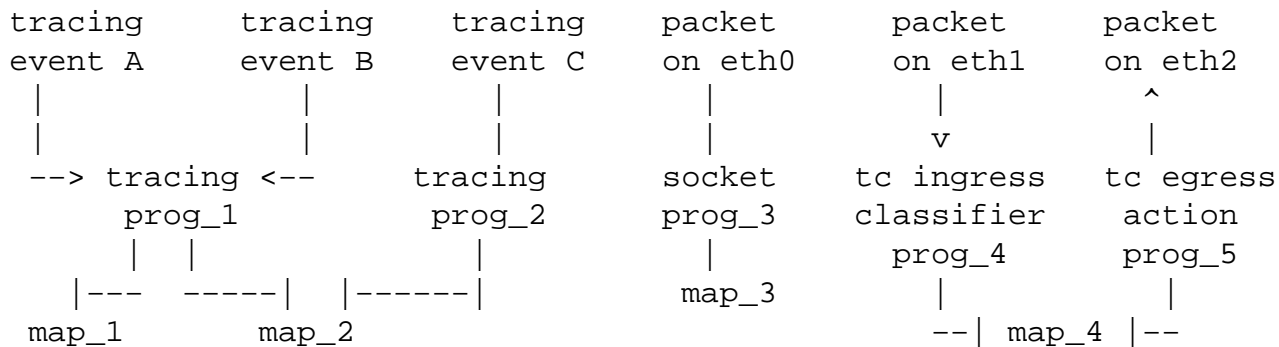 tracing     tracing    tracing    packet      packet     packet
event A     event B    event C    on eth0     on eth1    on eth2
 |             |         |          |           |          ^
 |             |         |          |           v          |
 --> tracing <--     tracing      socket    tc ingress   tc egress
      prog_1          prog_2      prog_3    classifier    action
      |  |              |           |         prog_4      prog_5
   |---  -----|  |------|         map_3        |           |
 map_1       map_2                             --| map_4 |--